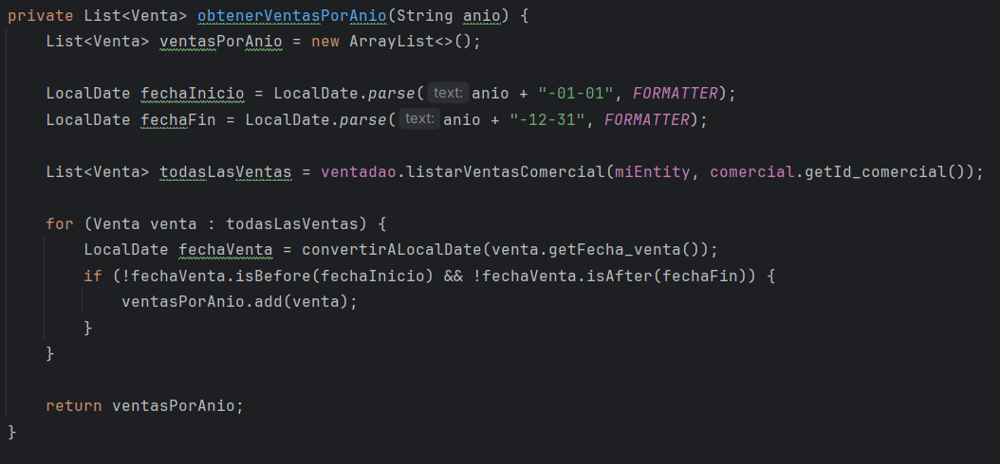 private List<Venta> obtenerVentasPorAnio(String anio) {
    List<Venta> ventasPorAnio = new ArrayList<>();

    LocalDate fechaInicio = LocalDate.parse( text: anio + "-01-01", FORMATTER);
    LocalDate fechaFin = LocalDate.parse( text: anio + "-12-31", FORMATTER);

    List<Venta> todasLasVentas = ventadao.listarVentasComercial(miEntity, comercial.getId_comercial());

    for (Venta venta : todasLasVentas) {
        LocalDate fechaVenta = convertirALocalDate(venta.getFecha_venta());
        if (!fechaVenta.isBefore(fechaInicio) && !fechaVenta.isAfter(fechaFin)) {
            ventasPorAnio.add(venta);
        }
    }

    return ventasPorAnio;
}